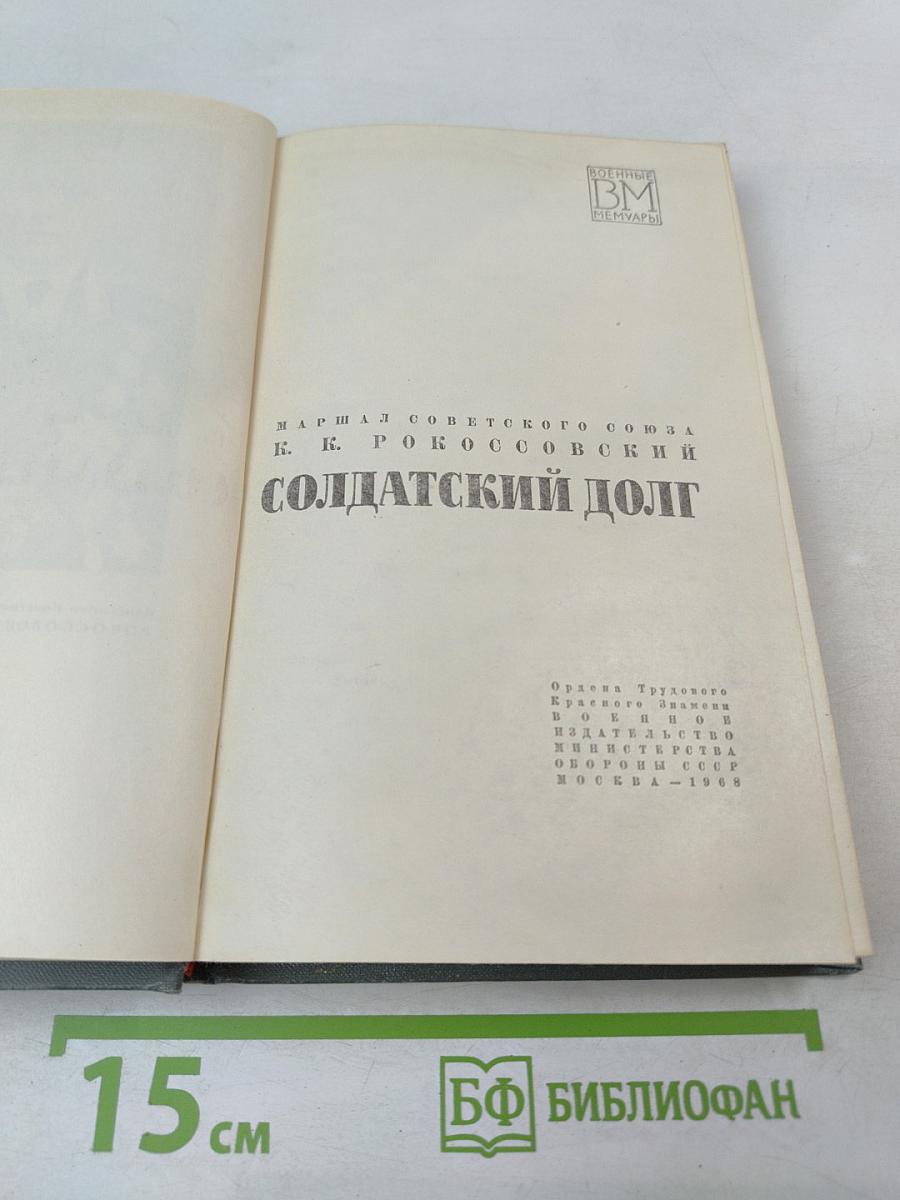 ВОЕННЫЕ
ВМ
МЕМУАРЫ
МАРШАЛ СОВЕТСКОГО СОЮЗА
К. К. РОКОССОВСКИЙ
СОЛДАТСКИЙ ДОЛГ
Ордена Трудового
Красного Знамени
ВОЕННОЕ
ИЗДАТЕЛЬСТВО
МИНИСТЕРСТВА
ОБОРОНЫ СССР
МОСКВА — 1968
15 см
БФ БИБЛИОФАН